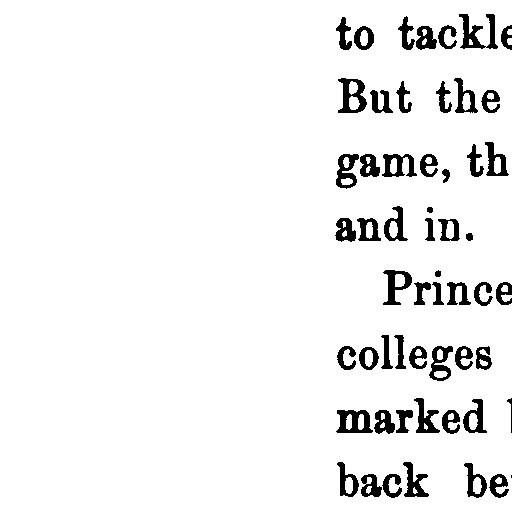 to tackle
But the
game, th
and in.
Prince
colleges
marked
back be